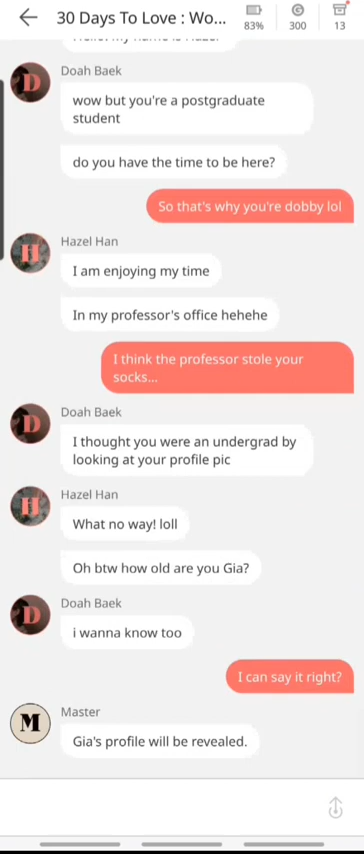 30 Days To Love : Wo...
83%
300
13
Doah Baek
wow but you're a postgraduate
student
do you have the time to be here?
So that's why you're dobby lol
Hazel Han
I am enjoying my time
In my professor's office hehehe
I think the professor stole your
socks...
Doah Baek
I thought you were an undergrad by
looking at your profile pic
Hazel Han
What no way! loll
Oh btw how old are you Gia?
Doah Baek
i wanna know too
I can say it right?
Master
Gia's profile will be revealed.